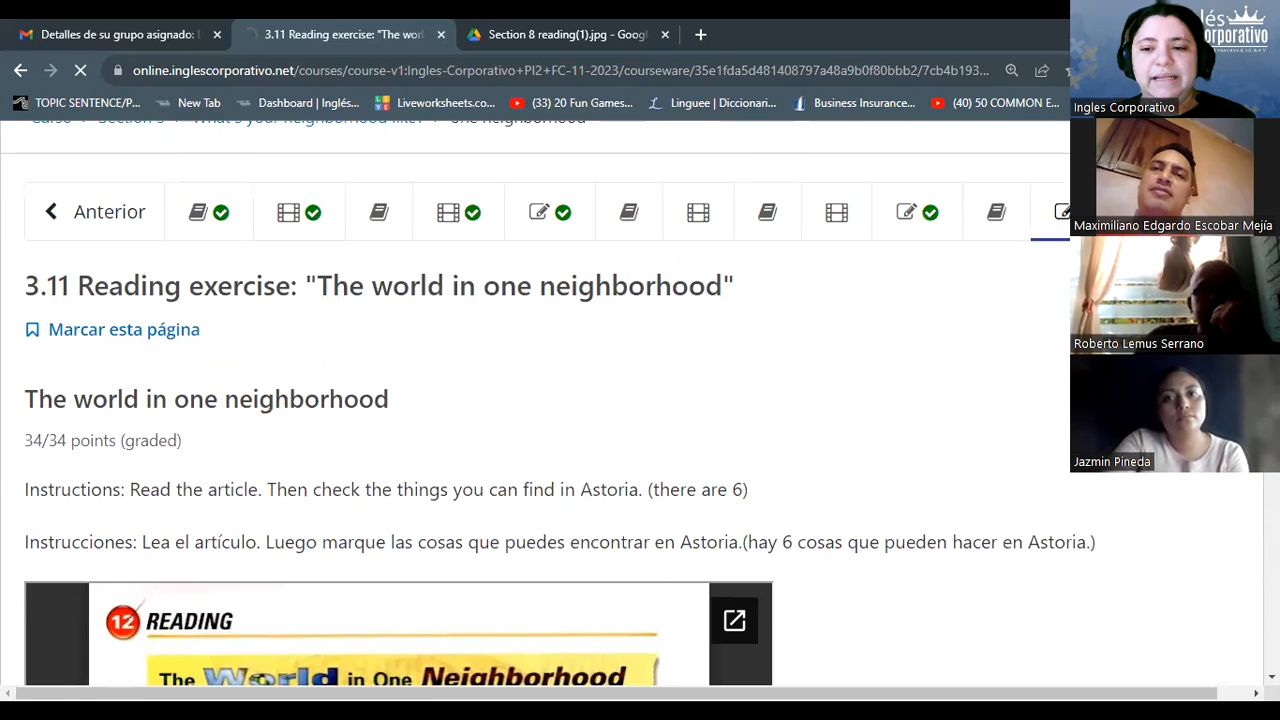 Detalles de su grupo asignado:
3.11 Reading exercise: "The wor
Section 8 reading(1).jpg - Goog
online.inglescorporativo.net/courses/course-v1:Ingles-Corporativo+PI2+FC-11-2023/courseware/35e1fda5d481408797a48a9b0f80bbb2/7cb4b193...
TOPIC SENTENCE/P...
New Tab
Dashboard | Inglés...
Liveworksheets.co...
(33) 20 Fun Games...
Linguee | Diccionari...
Business Insurance...
(40) 50 COMMON E...
Anterior
3.11 Reading exercise: "The world in one neighborhood"
Marcar esta página
The world in one neighborhood
34/34 points (graded)
Instructions: Read the article. Then check the things you can find in Astoria. (there are 6)
Instrucciones: Lea el artículo. Luego marque las cosas que puedes encontrar en Astoria.(hay 6 cosas que pueden hacer en Astoria.)
12 READING
The World in One Neighborhood
Ingles Corporativo
Maximiliano Edgardo Escobar Mejía
Roberto Lemus Serrano
Jazmin Pineda